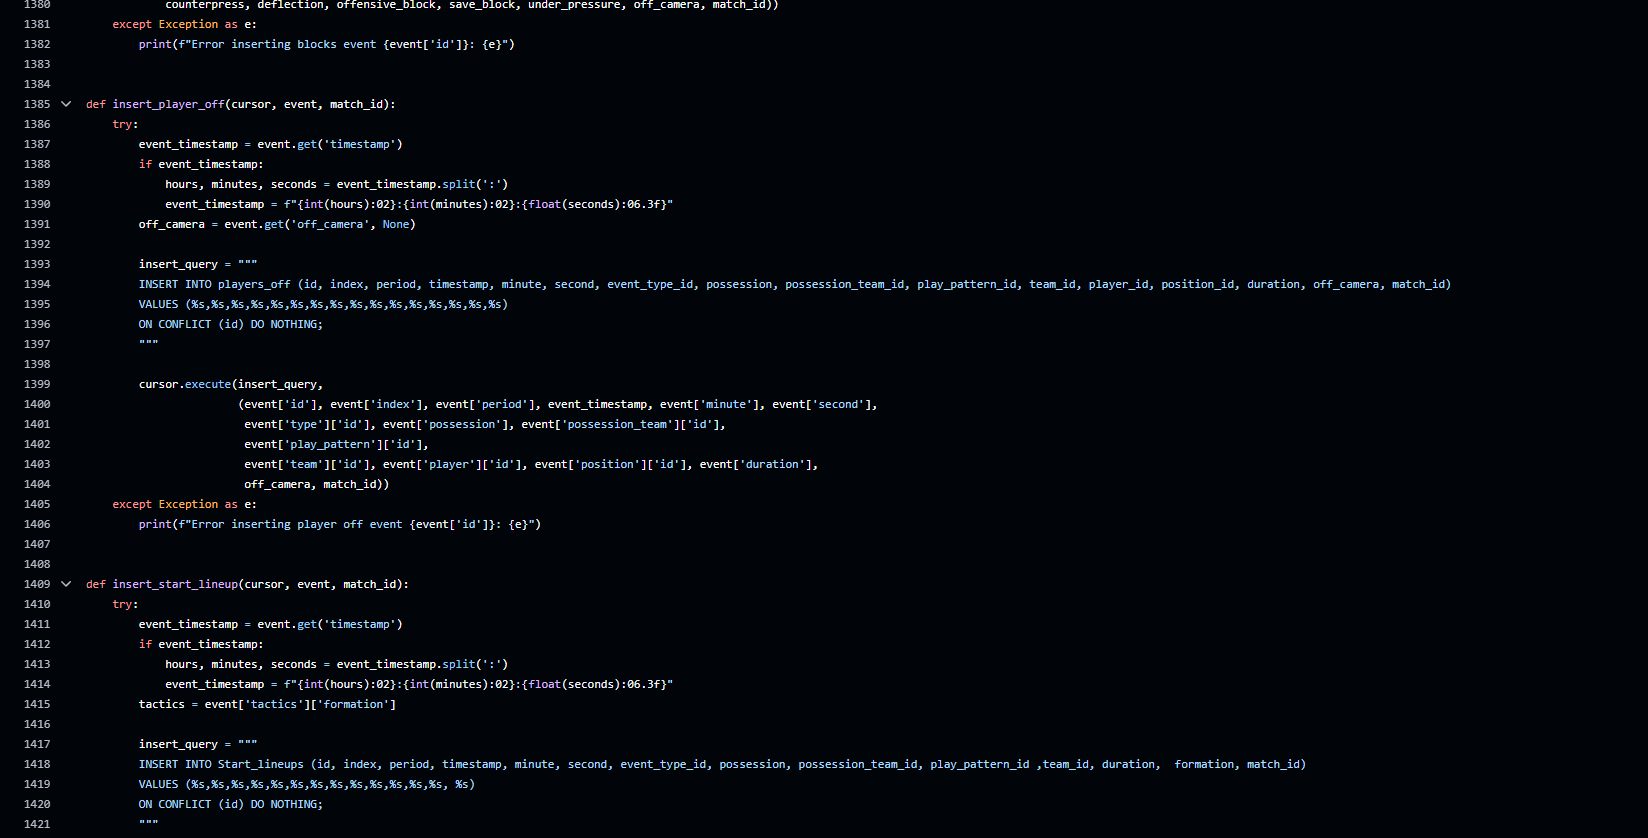 1380 counterpress, deflection, offensive_block, save_block, under_pressure, off_camera, match_id))
1381 except Exception as e:
1382 print(f"Error inserting blocks event {event['id']}: {e}")
1383
1384
1385 def insert_player_off(cursor, event, match_id):
1386 try:
1387 event_timestamp = event.get('timestamp')
1388 if event_timestamp:
1389 hours, minutes, seconds = event_timestamp.split(':')
1390 event_timestamp = f"{int(hours):02}:{int(minutes):02}:{float(seconds):06.3f}"
1391 off_camera = event.get('off_camera', None)
1392
1393 insert_query = """
1394 INSERT INTO players_off (id, index, period, timestamp, minute, second, event_type_id, possession, possession_team_id, play_pattern_id, team_id, player_id, position_id, duration, off_camera, match_id)
1395 VALUES (%s,%s,%s,%s,%s,%s,%s,%s,%s,%s,%s,%s,%s,%s,%s,%s)
1396 ON CONFLICT (id) DO NOTHING;
1397 """
1398
1399 cursor.execute(insert_query,
1400 (event['id'], event['index'], event['period'], event_timestamp, event['minute'], event['second'],
1401 event['type']['id'], event['possession'], event['possession_team']['id'],
1402 event['play_pattern']['id'],
1403 event['team']['id'], event['player']['id'], event['position']['id'], event['duration'],
1404 off_camera, match_id))
1405 except Exception as e:
1406 print(f"Error inserting player off event {event['id']}: {e}")
1407
1408
1409 def insert_start_lineup(cursor, event, match_id):
1410 try:
1411 event_timestamp = event.get('timestamp')
1412 if event_timestamp:
1413 hours, minutes, seconds = event_timestamp.split(':')
1414 event_timestamp = f"{int(hours):02}:{int(minutes):02}:{float(seconds):06.3f}"
1415 tactics = event['tactics']['formation']
1416
1417 insert_query = """
1418 INSERT INTO Start_lineups (id, index, period, timestamp, minute, second, event_type_id, possession, possession_team_id, play_pattern_id ,team_id, duration,  formation, match_id)
1419 VALUES (%s,%s,%s,%s,%s,%s,%s,%s,%s,%s,%s,%s,%s, %s)
1420 ON CONFLICT (id) DO NOTHING;
1421 """